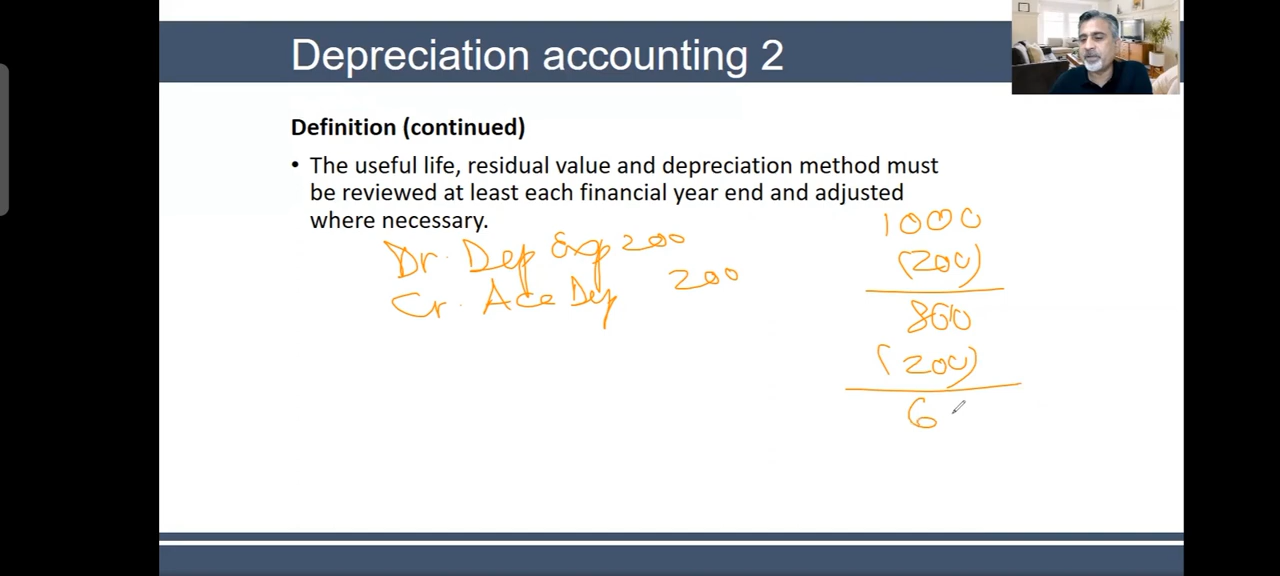 Depreciation accounting 2
Definition (continued)
• The useful life, residual value and depreciation method must
be reviewed at least each financial year end and adjusted
where necessary.
Dr. Dep Exp 200
Cr. Acc Dep 200
1000
(200)
800
(200)
6